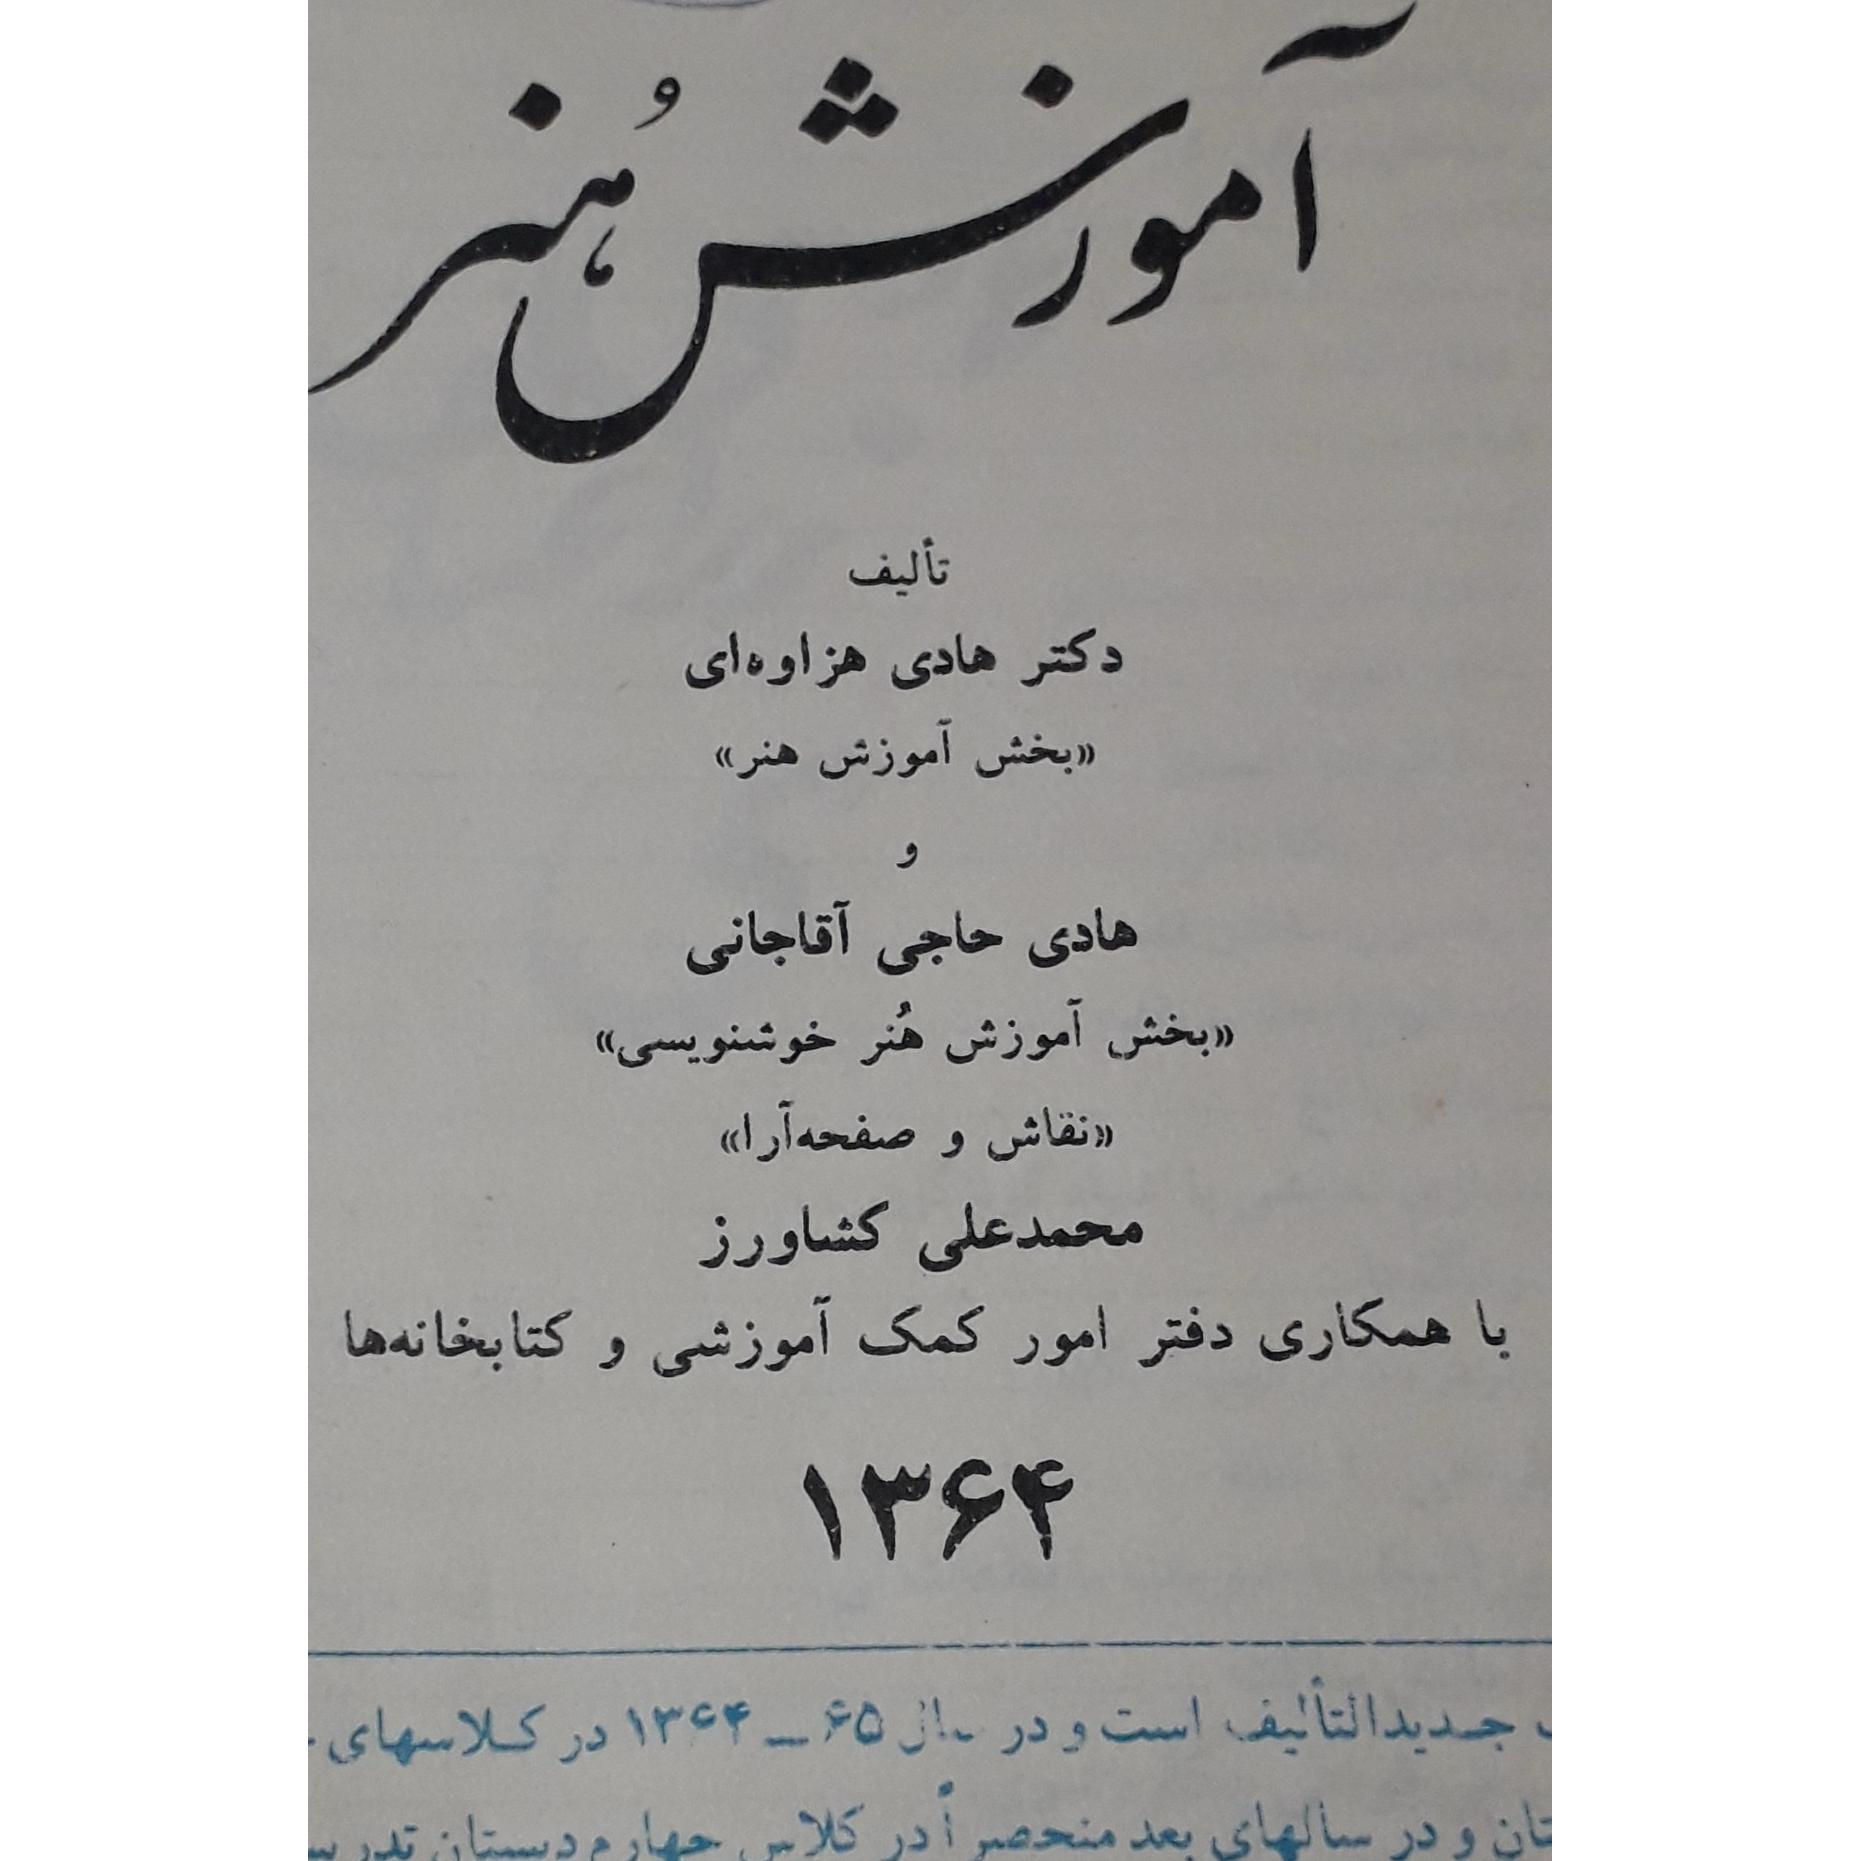 آموزش هُنر
تألیف
دکتر هادی هزاوه‌ای
«بخش آموزش هنر»
و
هادی حاجی آقاجانی
«بخش آموزش هُنر خوشنویسی»
«نقاش و صفحه‌آرا»
محمدعلی کشاورز
با همکاری دفتر امور کمک آموزشی و کتابخانه‌ها
۱۳۶۴
جدیدالتألیف است و در سال ۶۵ــ۱۳۶۴ در کلاسهای
و در سالهای بعد منحصراً در کلاس چهارم دبستان